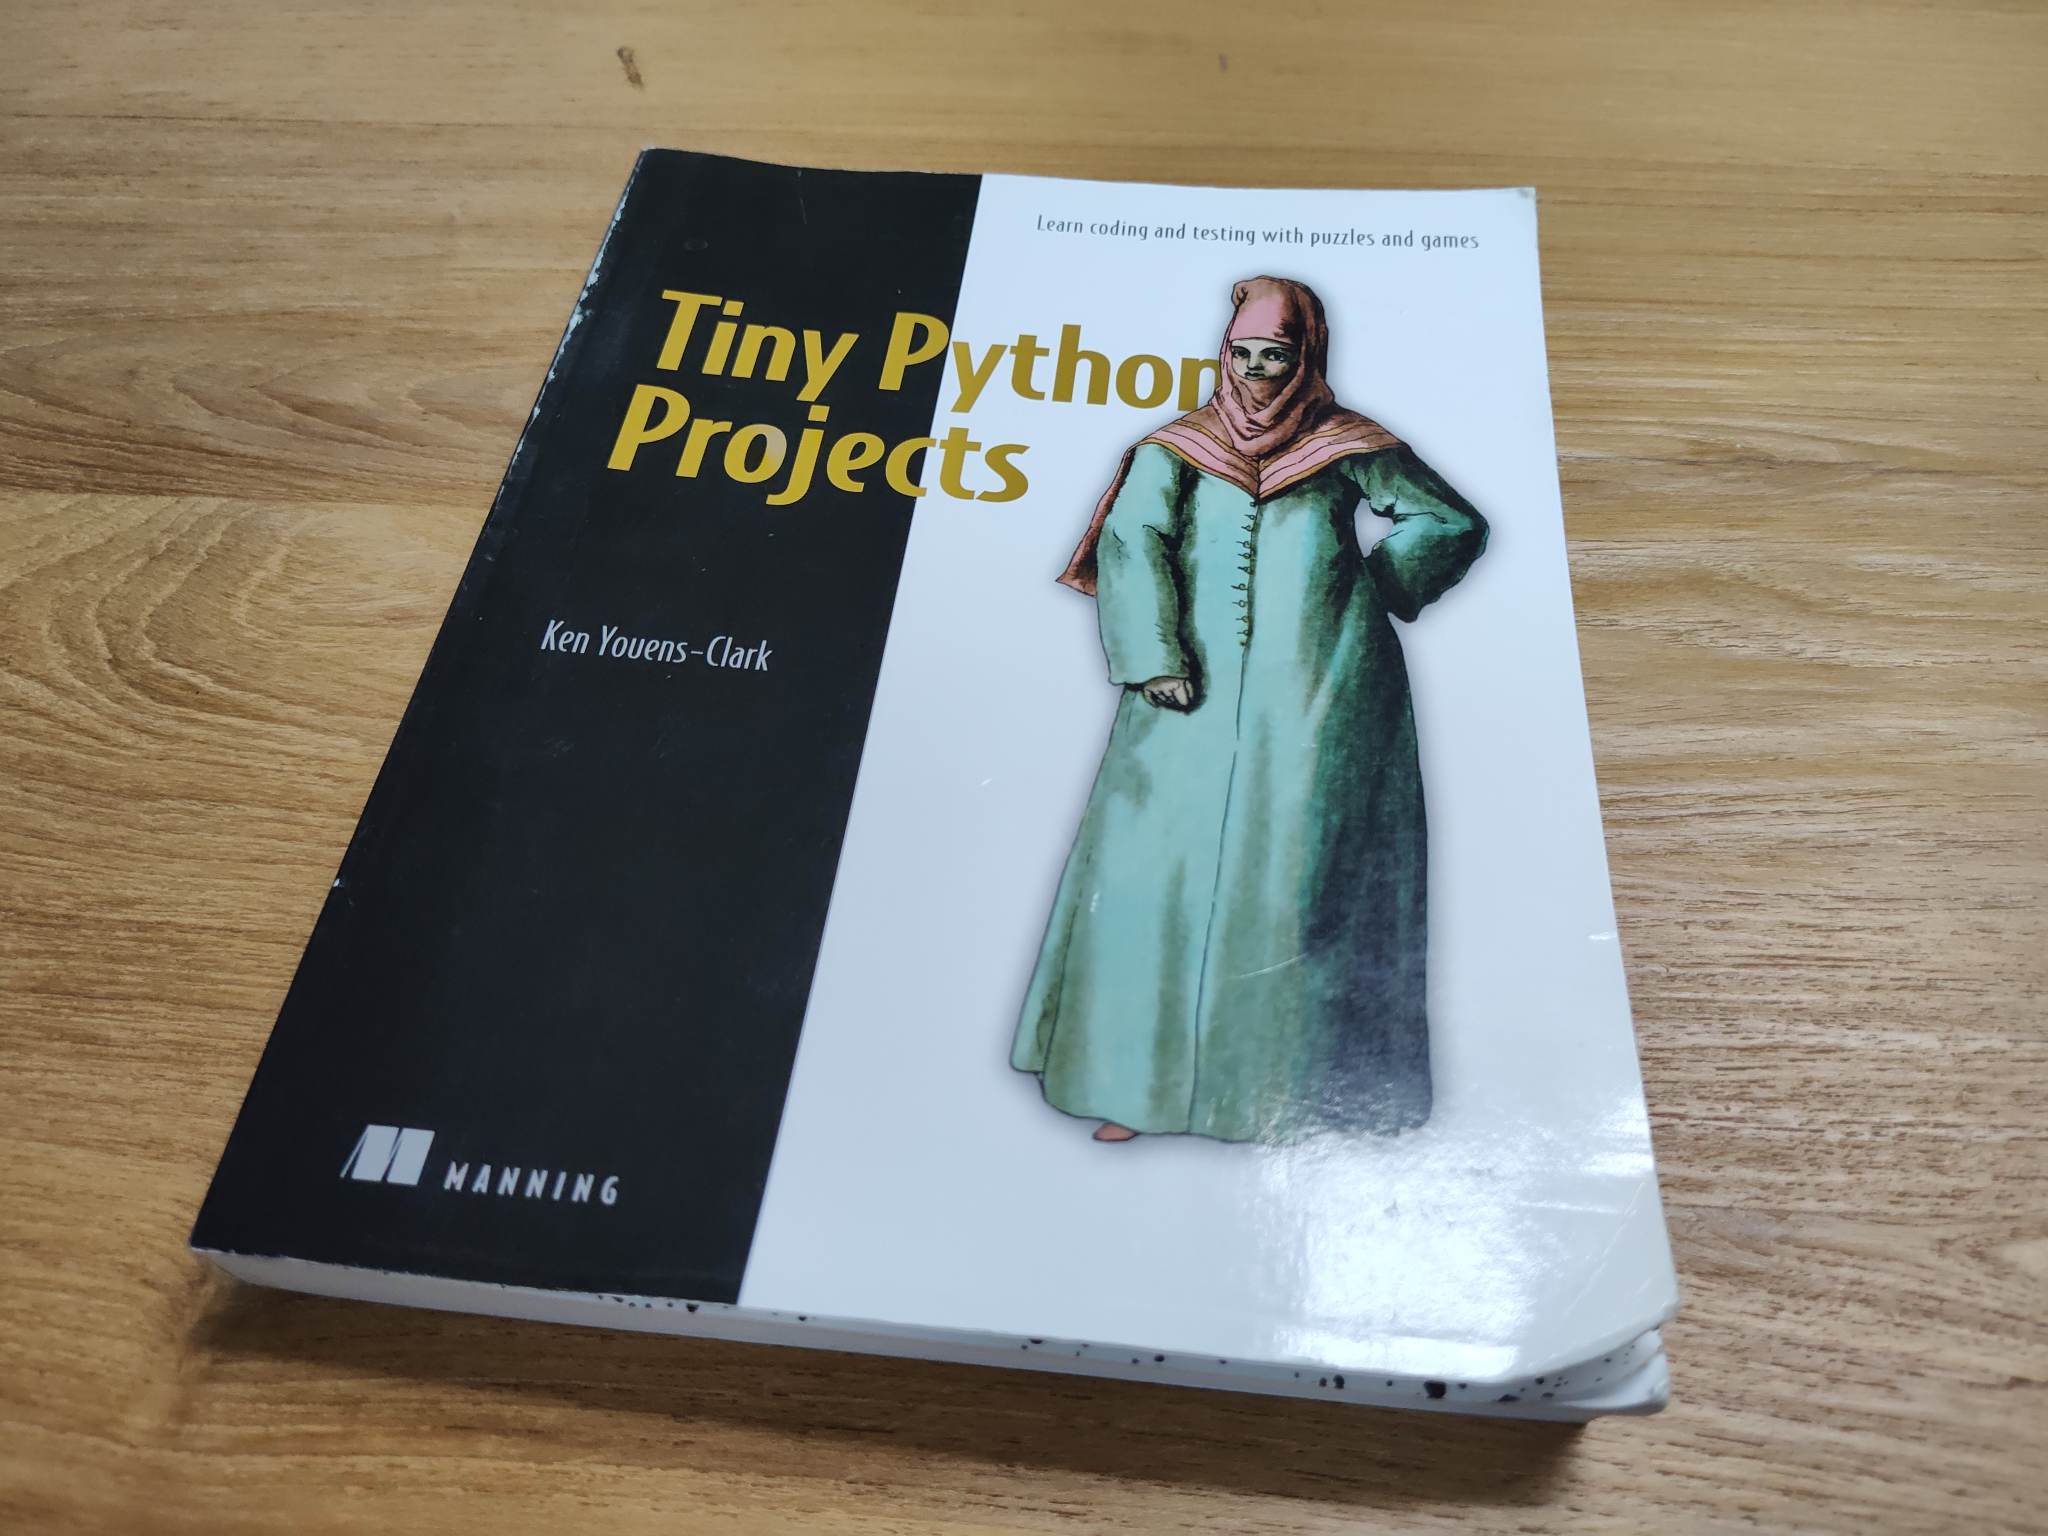 Learn coding and testing with puzzles and games
Tiny Python
Projects
Ken Youens-Clark
MANNING